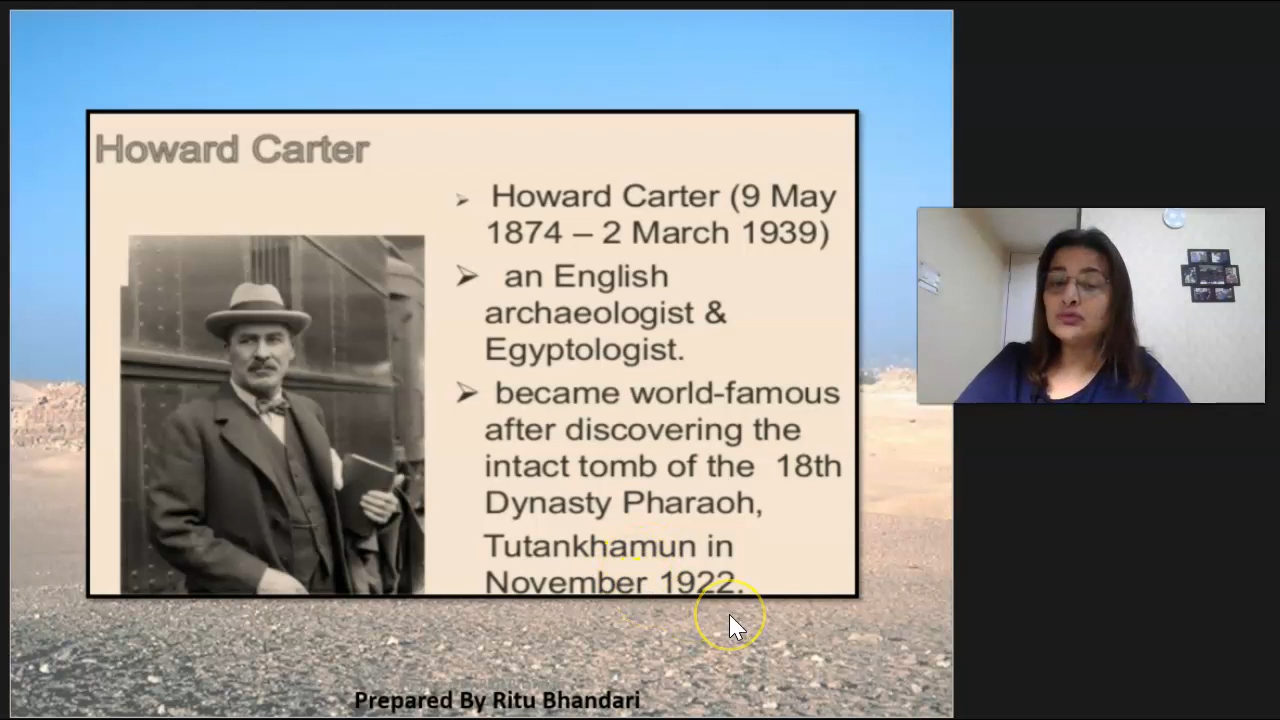 Howard Carter
➢ Howard Carter (9 May
1874 – 2 March 1939)
➢ an English
archaeologist &
Egyptologist.
➢ became world-famous
after discovering the
intact tomb of the 18th
Dynasty Pharaoh,
Tutankhamun in
November 1922.
Prepared By Ritu Bhandari